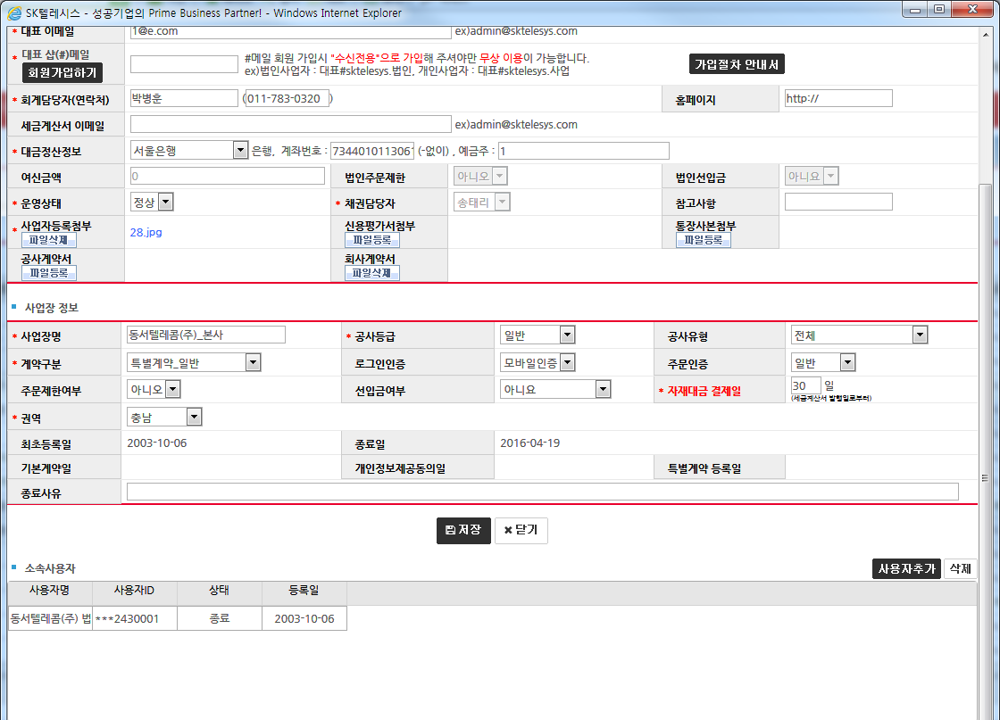 SK텔레시스 - 성공기업의 Prime Business Partner! - Windows Internet Explorer
* 대표 이메일 1@e.com ex)admin@sktelesys.com
* 대표 샵(#)메일 회원가입하기 #메일 회원 가입시 "수신전용"으로 가입해 주셔야만 무상 이용이 가능합니다. 가입절차 안내서
ex)법인사업자 : 대표#sktelesys.법인, 개인사업자 : 대표#sktelesys.사업
* 회계담당자(연락처) 박병훈 (011-783-0320) 홈페이지 http://
세금계산서 이메일 ex)admin@sktelesys.com
* 대금정산정보 서울은행 은행, 계좌번호 : 7344010113061 (-없이) , 예금주 : 1
여신금액 0 법인주문제한 아니오 법인선입금 아니요
* 운영상태 정상 * 채권담당자 송태리 참고사항
* 사업자등록첨부 파일삭제 28.jpg 신용평가서첨부 파일등록 통장사본첨부 파일등록
공사계약서 파일등록 회사계약서 파일삭제
사업장 정보
* 사업장명 동서텔레콤(주)_본사 * 공사등급 일반 공사유형 전체
* 계약구분 특별계약_일반 로그인인증 모바일인증 주문인증 일반
주문제한여부 아니오 선입금여부 아니요 * 자재대금 결제일 30 일
(세금계산서 발행일로부터)
* 권역 충남
최초등록일 2003-10-06 종료일 2016-04-19
기본계약일 개인정보제공동의일 특별계약 등록일
종료사유
저장 닫기
소속사용자 사용자추가 삭제
사용자명 사용자ID 상태 등록일
동서텔레콤(주) 법 ***2430001 종료 2003-10-06